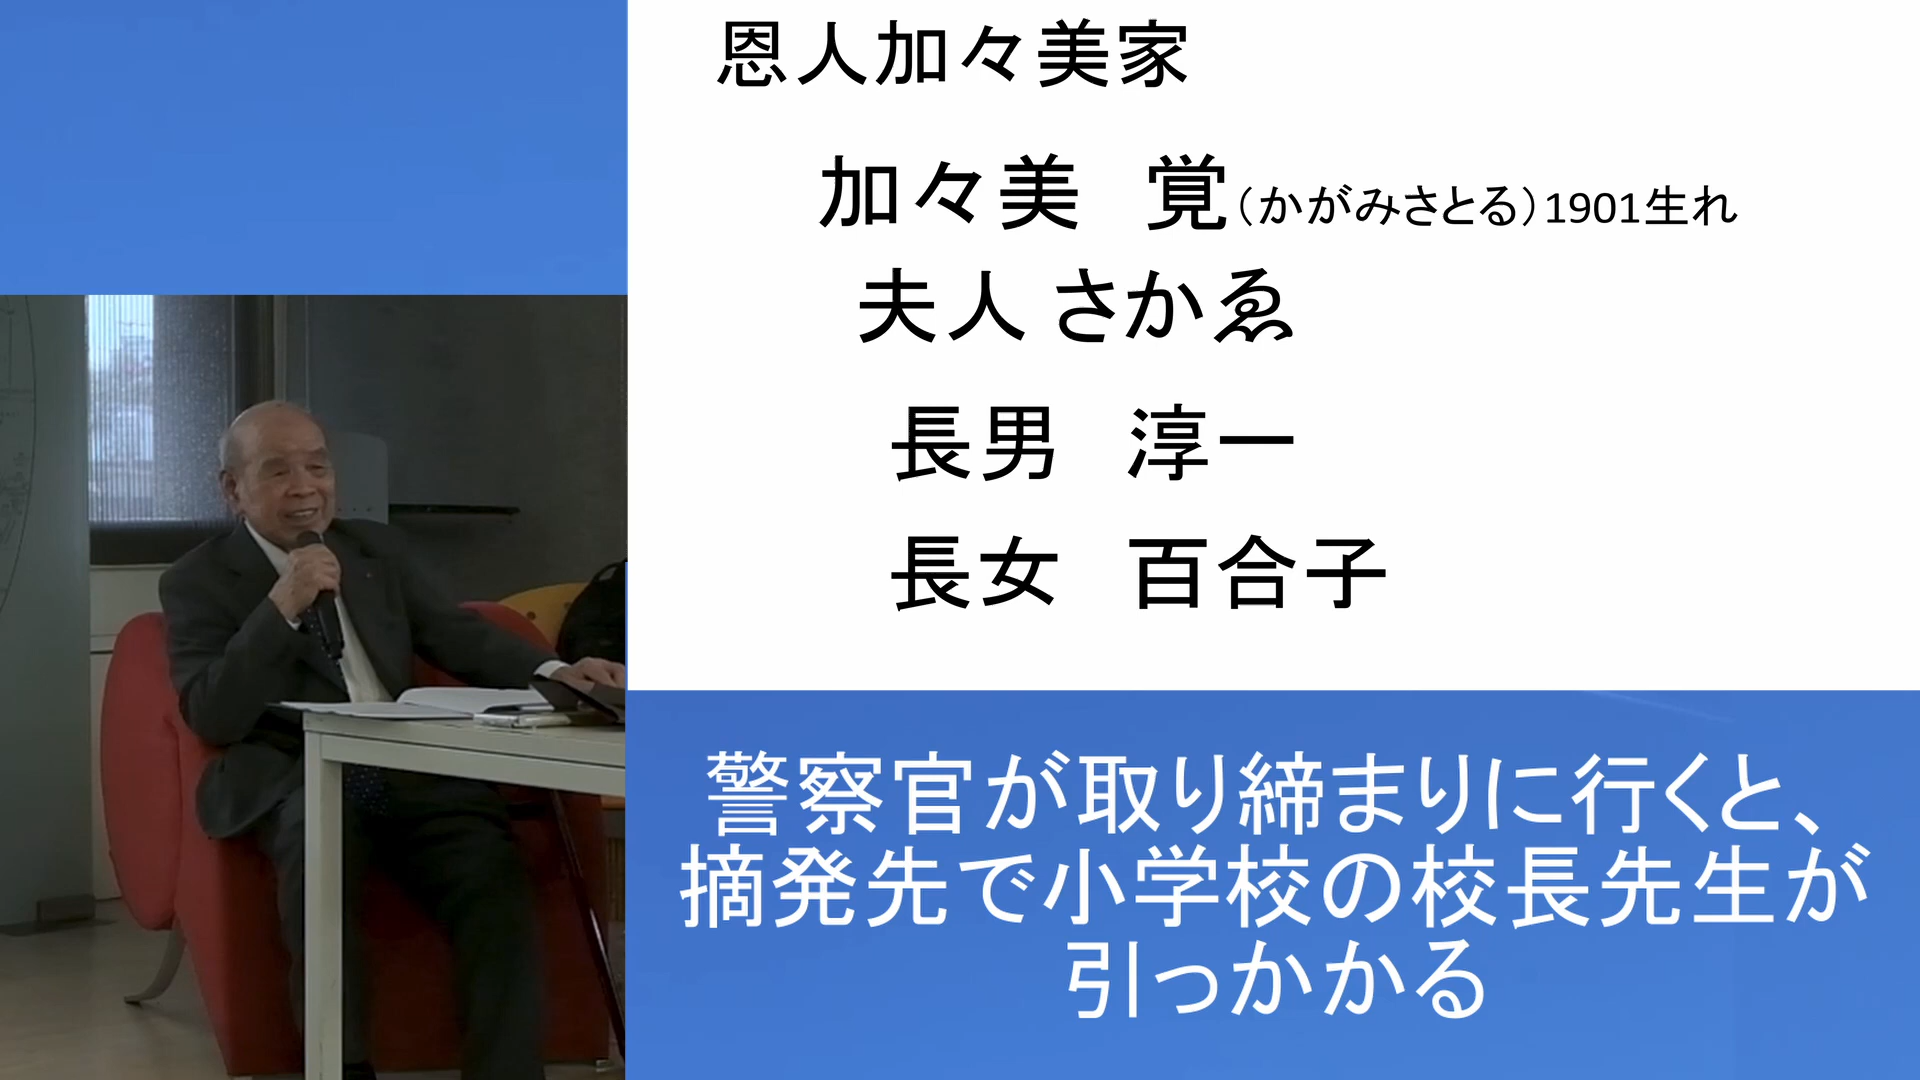 恩人加々美家
加々美　覚（かがみさとる）1901生れ
夫人 さかゑ
長男　淳一
長女　百合子
警察官が取り締まりに行くと、
摘発先で小学校の校長先生が
引っかかる